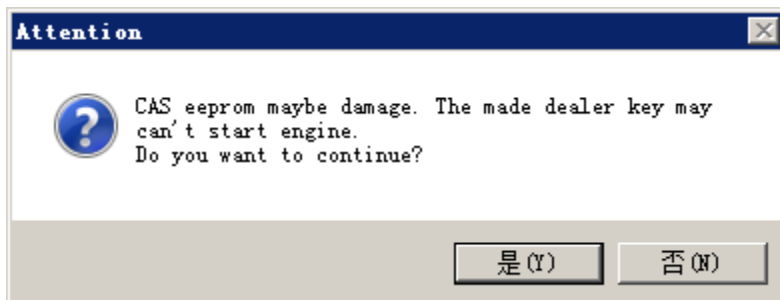 Attention
CAS eeprom maybe damage. The made dealer key may
can't start engine.
Do you want to continue?
是(Y)
否(N)